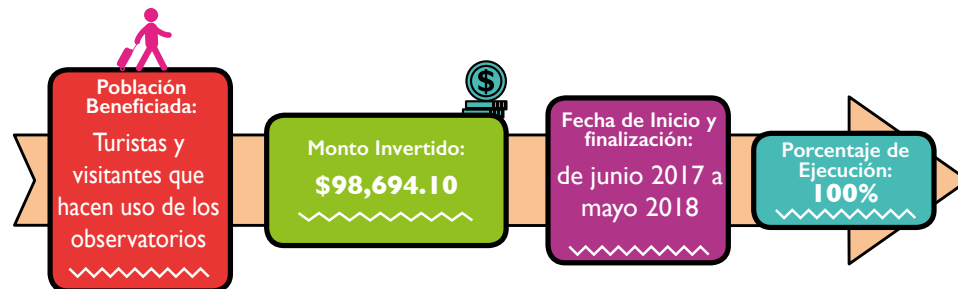 Población
Beneficiada:
Turistas y
visitantes que
hacen uso de los
observatorios
Monto Invertido:
$98,694.10
$
Fecha de Inicio y
finalización:
de junio 2017 a
mayo 2018
Porcentaje de
Ejecución:
100%